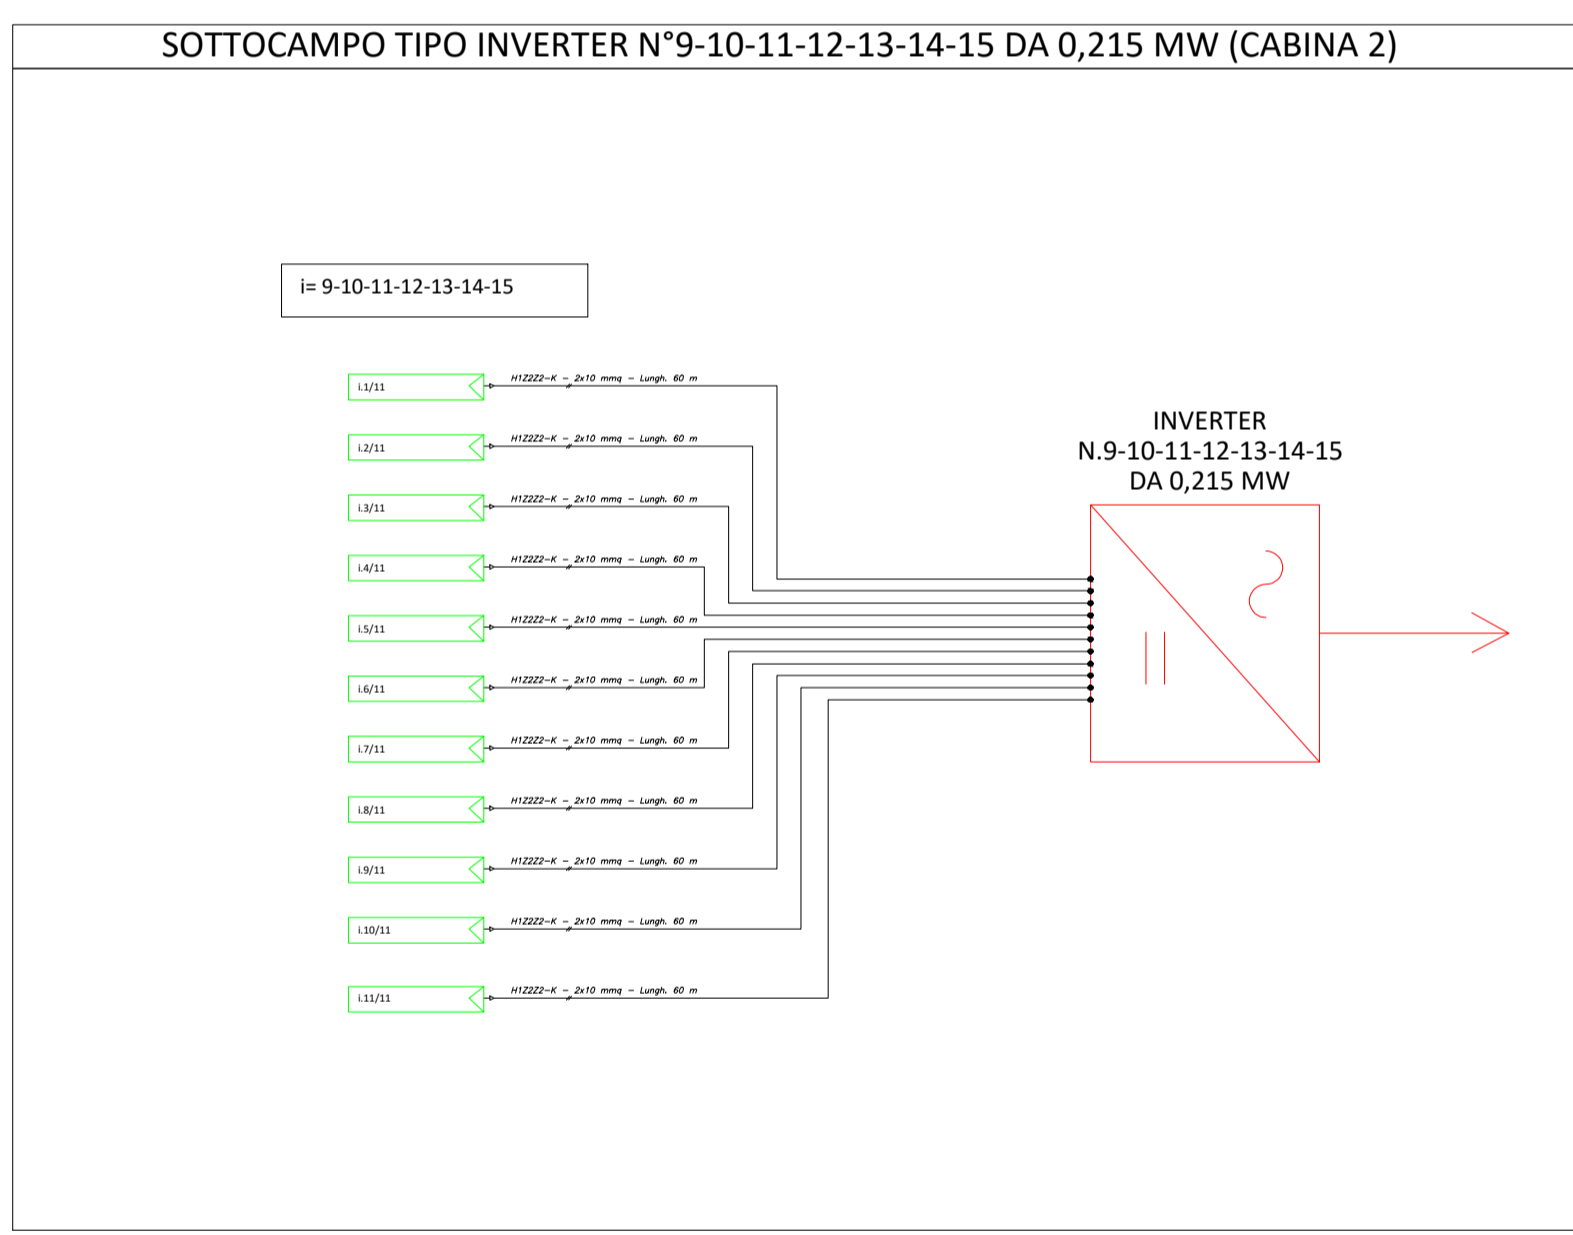 SOTTOCAMPO TIPO INVERTER N°9-10-11-12-13-14-15 DA 0,215 MW (CABINA 2)
i= 9-10-11-12-13-14-15
i.1/11 H1Z2Z2-K - 2x10 mmq - Lungh. 60 m
i.2/11 H1Z2Z2-K - 2x10 mmq - Lungh. 60 m
i.3/11 H1Z2Z2-K - 2x10 mmq - Lungh. 60 m
i.4/11 H1Z2Z2-K - 2x10 mmq - Lungh. 60 m
i.5/11 H1Z2Z2-K - 2x10 mmq - Lungh. 60 m
i.6/11 H1Z2Z2-K - 2x10 mmq - Lungh. 60 m
i.7/11 H1Z2Z2-K - 2x10 mmq - Lungh. 60 m
i.8/11 H1Z2Z2-K - 2x10 mmq - Lungh. 60 m
i.9/11 H1Z2Z2-K - 2x10 mmq - Lungh. 60 m
i.10/11 H1Z2Z2-K - 2x10 mmq - Lungh. 60 m
i.11/11 H1Z2Z2-K - 2x10 mmq - Lungh. 60 m
INVERTER
N.9-10-11-12-13-14-15
DA 0,215 MW